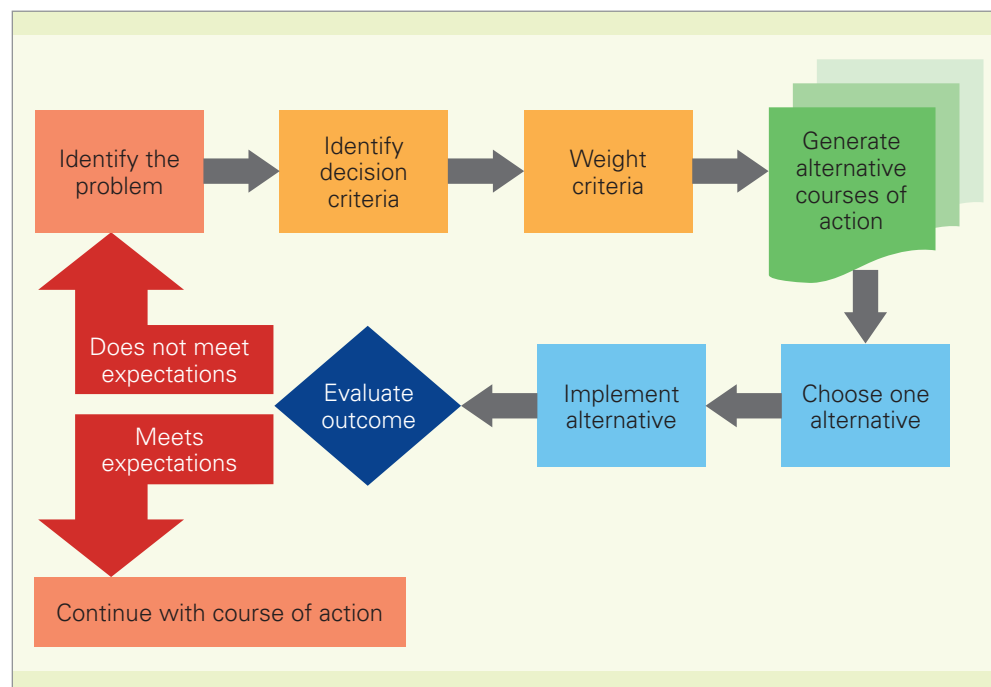 Identify the
problem
Identify
decision
criteria
Weight
criteria
Generate
alternative
courses of
action
Choose one
alternative
Implement
alternative
Evaluate
outcome
Does not meet
expectations
Meets
expectations
Continue with course of action